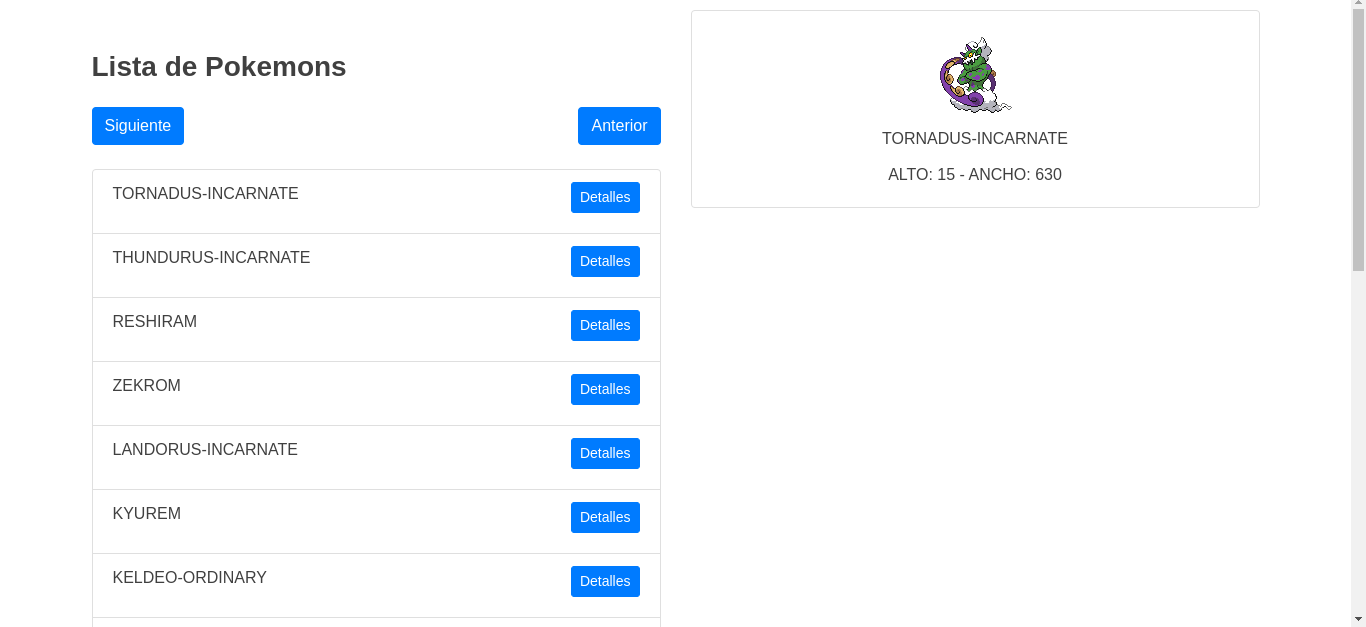 Lista de Pokemons
Siguiente
Anterior
TORNADUS-INCARNATE
Detalles
THUNDURUS-INCARNATE
Detalles
RESHIRAM
Detalles
ZEKROM
Detalles
LANDORUS-INCARNATE
Detalles
KYUREM
Detalles
KELDEO-ORDINARY
Detalles
TORNADUS-INCARNATE
ALTO: 15 - ANCHO: 630